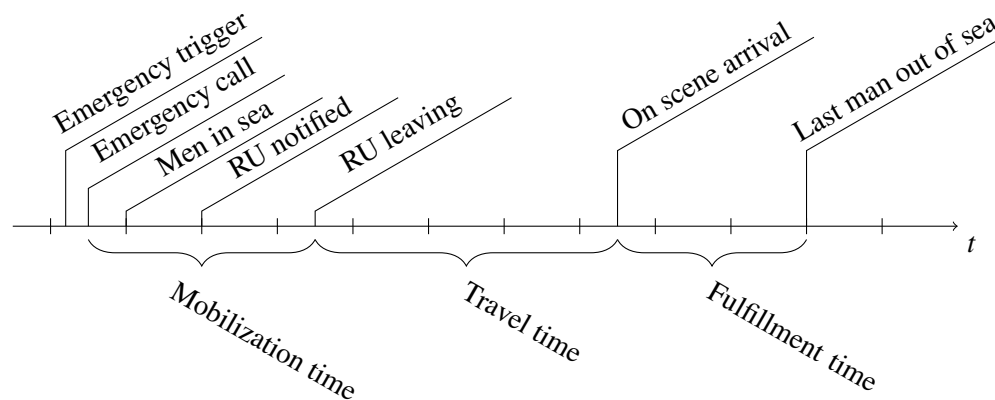 Emergency trigger
Emergency call
Men in sea
RU notified
RU leaving
On scene arrival
Last man out of sea
t
Mobilization time
Travel time
Fulfillment time